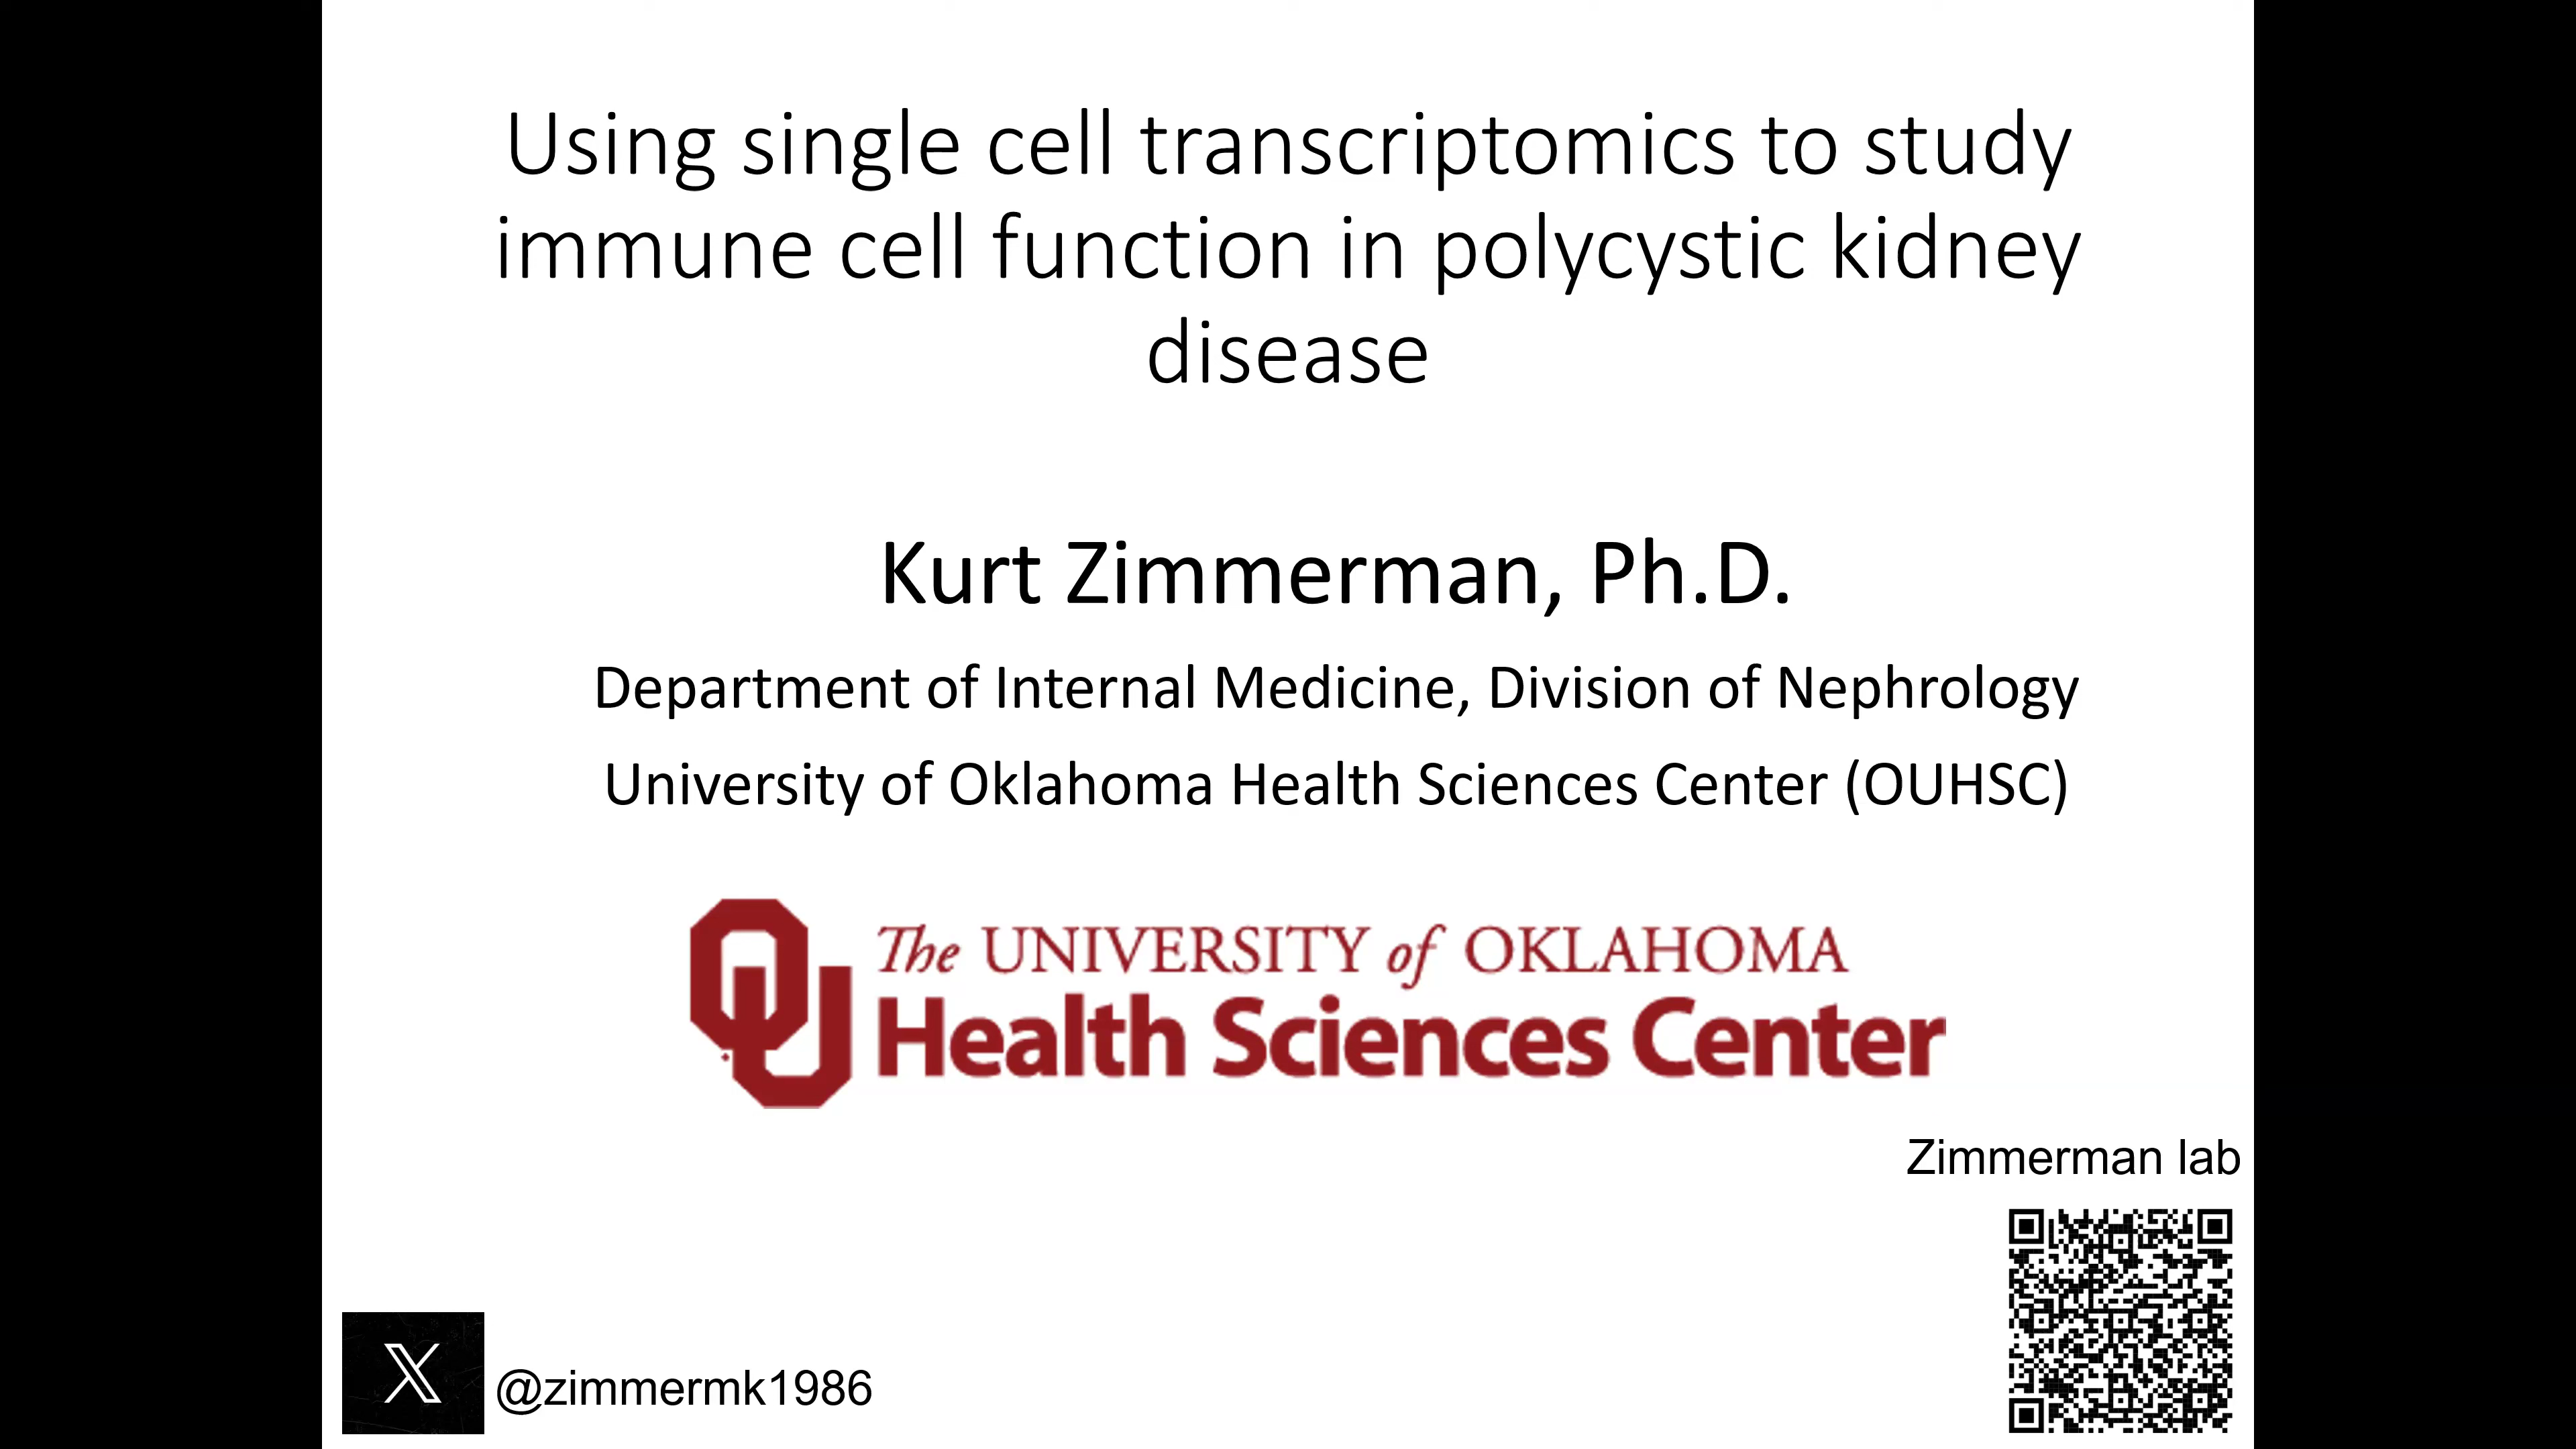 Using single cell transcriptomics to study
immune cell function in polycystic kidney
disease
Kurt Zimmerman, Ph.D.
Department of Internal Medicine, Division of Nephrology
University of Oklahoma Health Sciences Center (OUHSC)
The UNIVERSITY of OKLAHOMA
Health Sciences Center
Zimmerman lab
@zimmermk1986